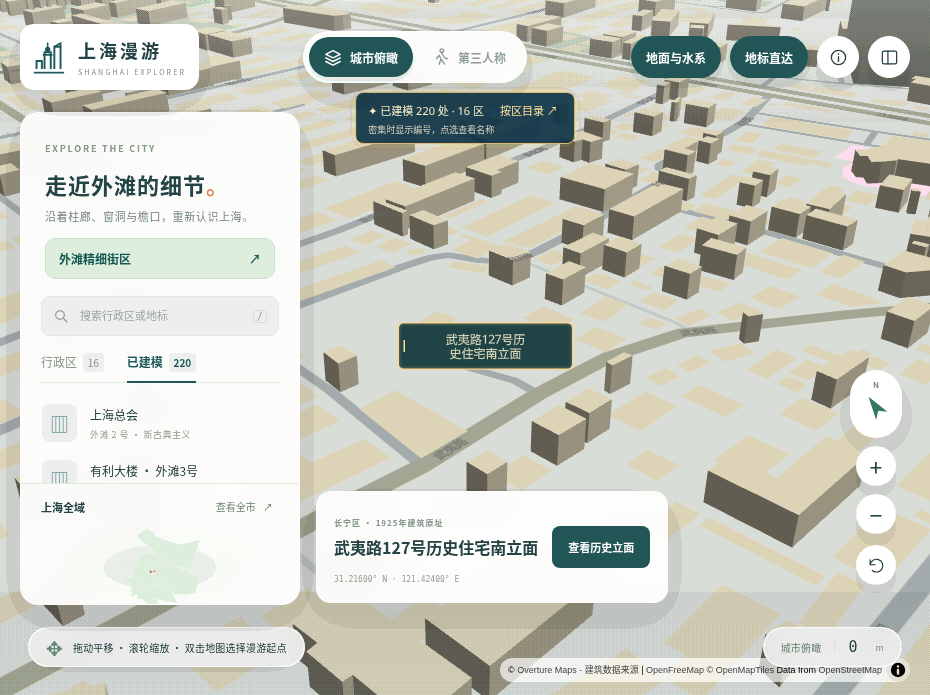 上海漫游
SHANGHAI EXPLORER
城市俯瞰
第三人称
地面与水系
地标直达
✦ 已建模 220 处 · 16 区 按区目录 ↗
密集时显示编号，点选查看名称
EXPLORE THE CITY
走近外滩的细节。
沿着柱廊、窗洞与檐口，重新认识上海。
外滩精细街区 ↗
搜索行政区或地标 /
行政区 16 已建模 220
上海总会
外滩 2 号 · 新古典主义
有利大楼 · 外滩3号
上海全域 查看全市 ↗
武夷路127号历
史住宅南立面
武夷路
武夷路
N
+
−
长宁区 · 1925年建筑原址
武夷路127号历史住宅南立面
31.21600° N · 121.42400° E
查看历史立面
拖动平移 · 滚轮缩放 · 双击地图选择漫游起点
城市俯瞰 0 m
© Overture Maps · 建筑数据来源 | OpenFreeMap © OpenMapTiles Data from OpenStreetMap